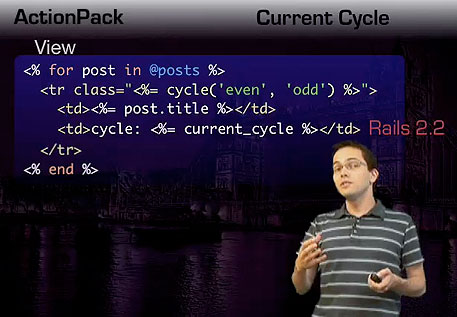 ActionPack Current Cycle
View
<% for post in @posts %>
<tr class="<%= cycle('even', 'odd') %>">
<td><%= post.title %></td>
<td>cycle: <%= current_cycle %></td> Rails 2.2
</tr>
<% end %>